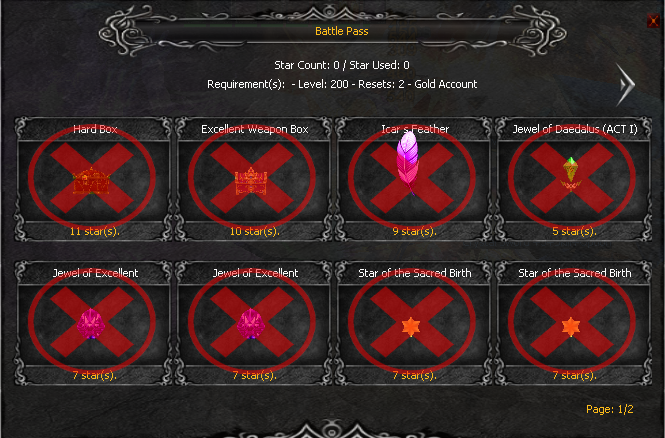 Battle Pass
Star Count: 0 / Star Used: 0
Requirement(s): - Level: 200 - Resets: 2 - Gold Account
Hard Box
Excellent Weapon Box
Icar s Feather
Jewel of Daedalus (ACT I)
11 star(s).
10 star(s).
9 star(s).
5 star(s).
Jewel of Excellent
Jewel of Excellent
Star of the Sacred Birth
Star of the Sacred Birth
7 star(s).
7 star(s).
7 star(s).
7 star(s).
Page: 1/2